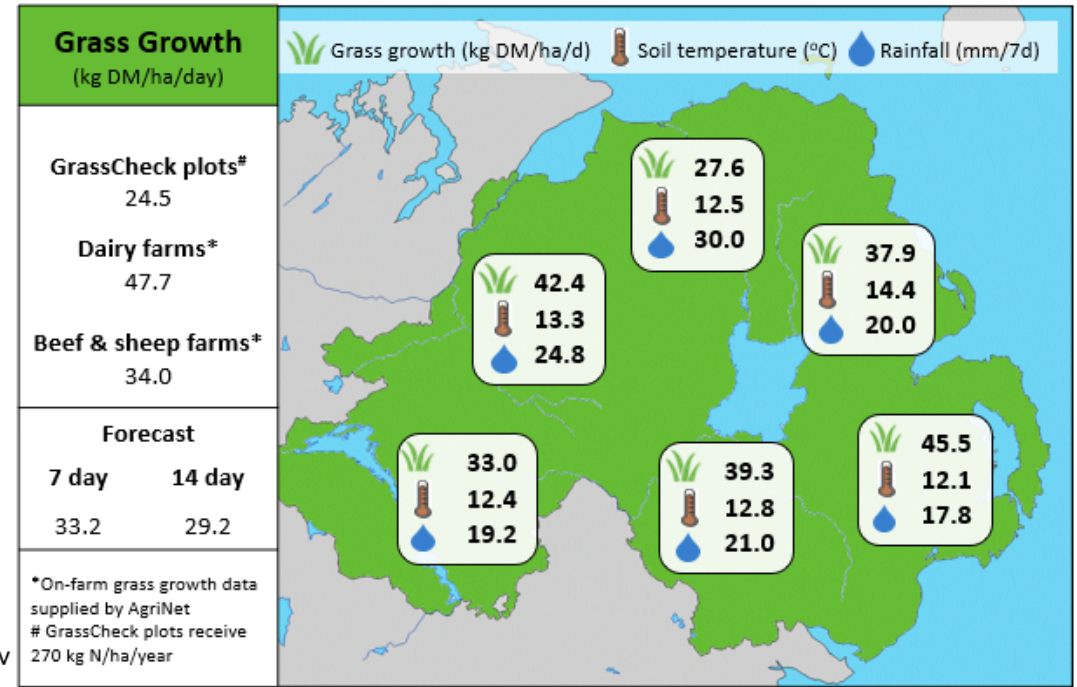 Grass Growth
(kg DM/ha/day)
GrassCheck plots#
24.5
Dairy farms*
47.7
Beef & sheep farms*
34.0
Forecast
7 day 14 day
33.2 29.2
*On-farm grass growth data
supplied by AgriNet
# GrassCheck plots receive
270 kg N/ha/year
v
Grass growth (kg DM/ha/d) Soil temperature (°C) Rainfall (mm/7d)
27.6
12.5
30.0
37.9
14.4
20.0
42.4
13.3
24.8
33.0
12.4
19.2
39.3
12.8
21.0
45.5
12.1
17.8